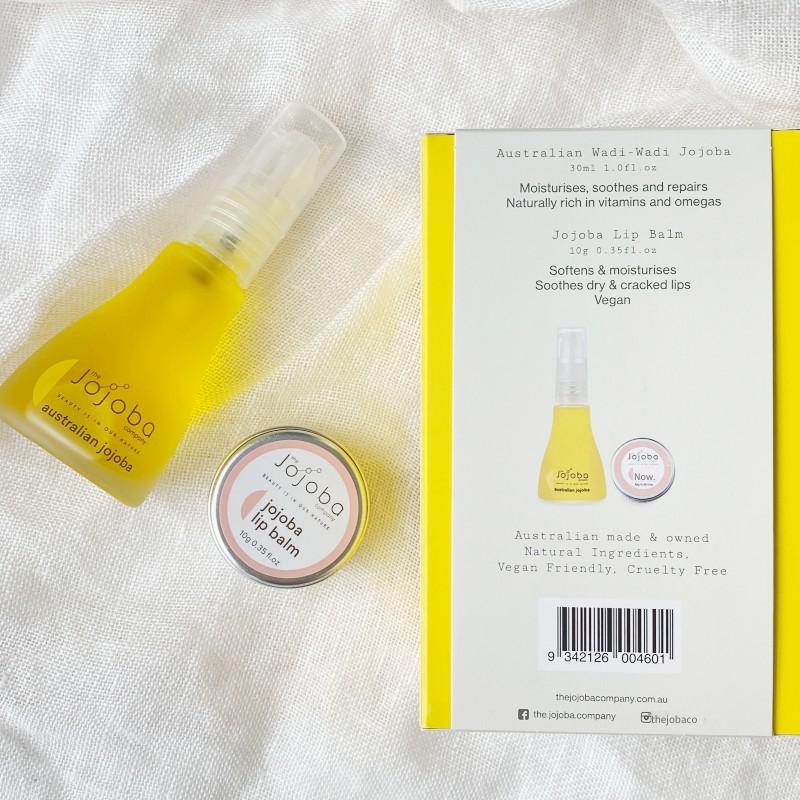 the
Jojoba
company
BEAUTY IS IN OUR NATURE
australian jojoba
the
Jojoba
company
BEAUTY IS IN OUR NATURE
jojoba
lip balm
10g 0.35 fl.oz
Australian Wadi-Wadi Jojoba
30ml 1.0fl.oz
Moisturises, soothes and repairs
Naturally rich in vitamins and omegas
Jojoba Lip Balm
10g 0.35fl.oz
Softens & moisturises
Soothes dry & cracked lips
Vegan
Jojoba
australian jojoba
Jojoba
Now.
Australian made & owned
Natural Ingredients,
Vegan Friendly, Cruelty Free
9 342126 004601
thejojobacompany.com.au
the.jojoba.company
thejobaco